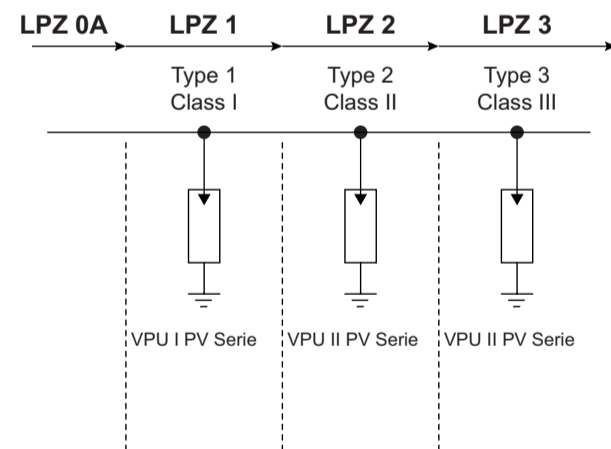 LPZ 0A LPZ 1 LPZ 2 LPZ 3
Type 1 Type 2 Type 3
Class I Class II Class III
VPU I PV Serie VPU II PV Serie VPU II PV Serie